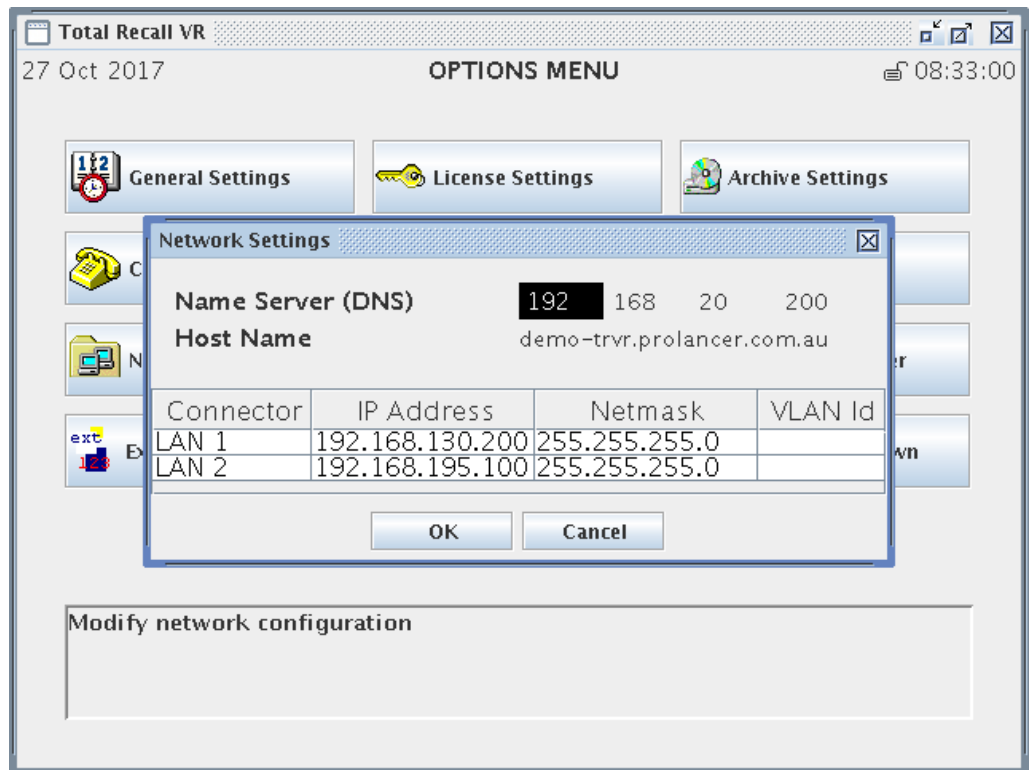 Total Recall VR
27 Oct 2017 OPTIONS MENU 08:33:00
General Settings License Settings Archive Settings
Network Settings
Name Server (DNS) 192 168 20 200
Host Name demo-trvr.prolancer.com.au
Connector IP Address Netmask VLAN Id
LAN 1 192.168.130.200 255.255.255.0
LAN 2 192.168.195.100 255.255.255.0
ext
123
OK Cancel
Modify network configuration